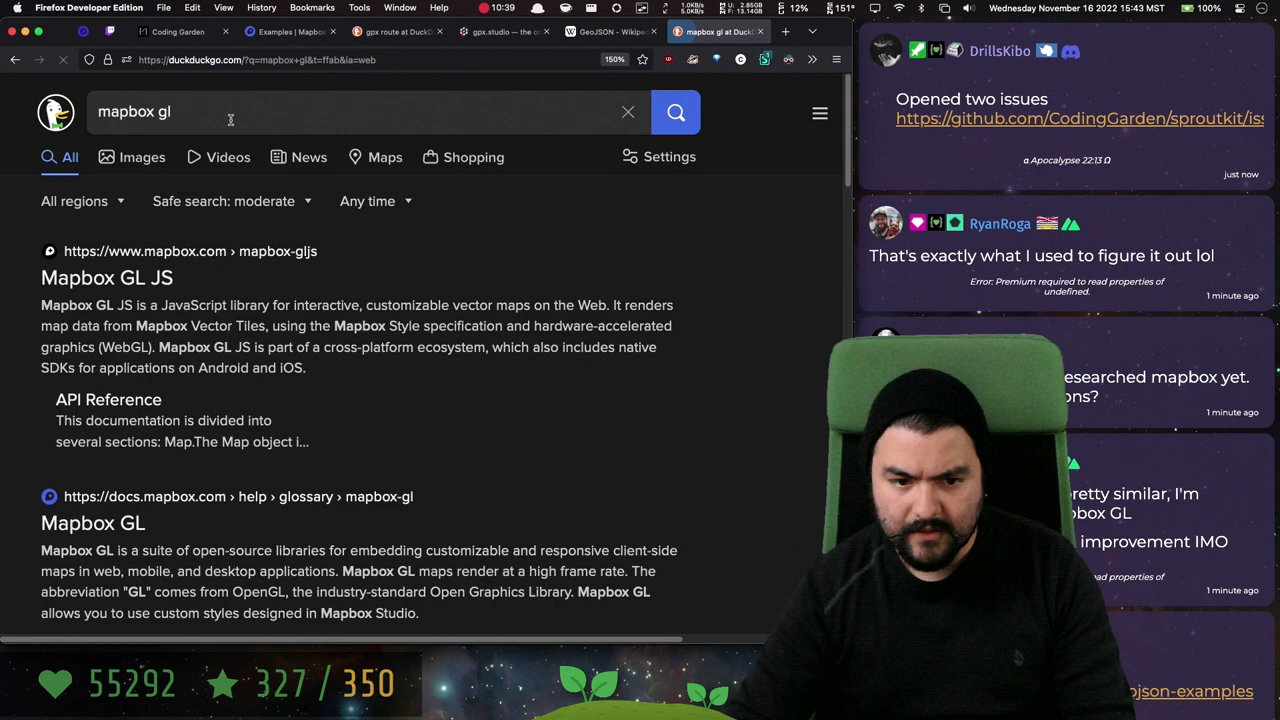 Firefox Developer Edition File Edit View History Bookmarks Tools Window Help 10:39 12% 151° Wednesday November 16 2022 15:43 MST 100%
Coding Garden
Examples | Mapbox
gpx route at DuckD
gpx.studio — the o
GeoJSON - Wikipe
mapbox gl at DuckD
https://duckduckgo.com/?q=mapbox+gl&t=ffab&ia=web 150%
mapbox gl
All Images Videos News Maps Shopping Settings
All regions Safe search: moderate Any time
https://www.mapbox.com › mapbox-gljs
Mapbox GL JS
Mapbox GL JS is a JavaScript library for interactive, customizable vector maps on the Web. It renders
map data from Mapbox Vector Tiles, using the Mapbox Style specification and hardware-accelerated
graphics (WebGL). Mapbox GL JS is part of a cross-platform ecosystem, which also includes native
SDKs for applications on Android and iOS.
API Reference
This documentation is divided into
several sections: Map.The Map object i...
https://docs.mapbox.com › help › glossary › mapbox-gl
Mapbox GL
Mapbox GL is a suite of open-source libraries for embedding customizable and responsive client-side
maps in web, mobile, and desktop applications. Mapbox GL maps render at a high frame rate. The
abbreviation "GL" comes from OpenGL, the industry-standard Open Graphics Library. Mapbox GL
allows you to use custom styles designed in Mapbox Studio.
55292 327 / 350
DrillsKibo
Opened two issues
https://github.com/CodingGarden/sproutkit/iss
α Apocalypse 22:13 Ω
just now
RyanRoga
That's exactly what I used to figure it out lol
Error: Premium required to read properties of
undefined.
1 minute ago
esearched mapbox yet.
ons?
1 minute ago
pretty similar, I'm
box GL
improvement IMO
ead properties of
1 minute ago
ojson-examples